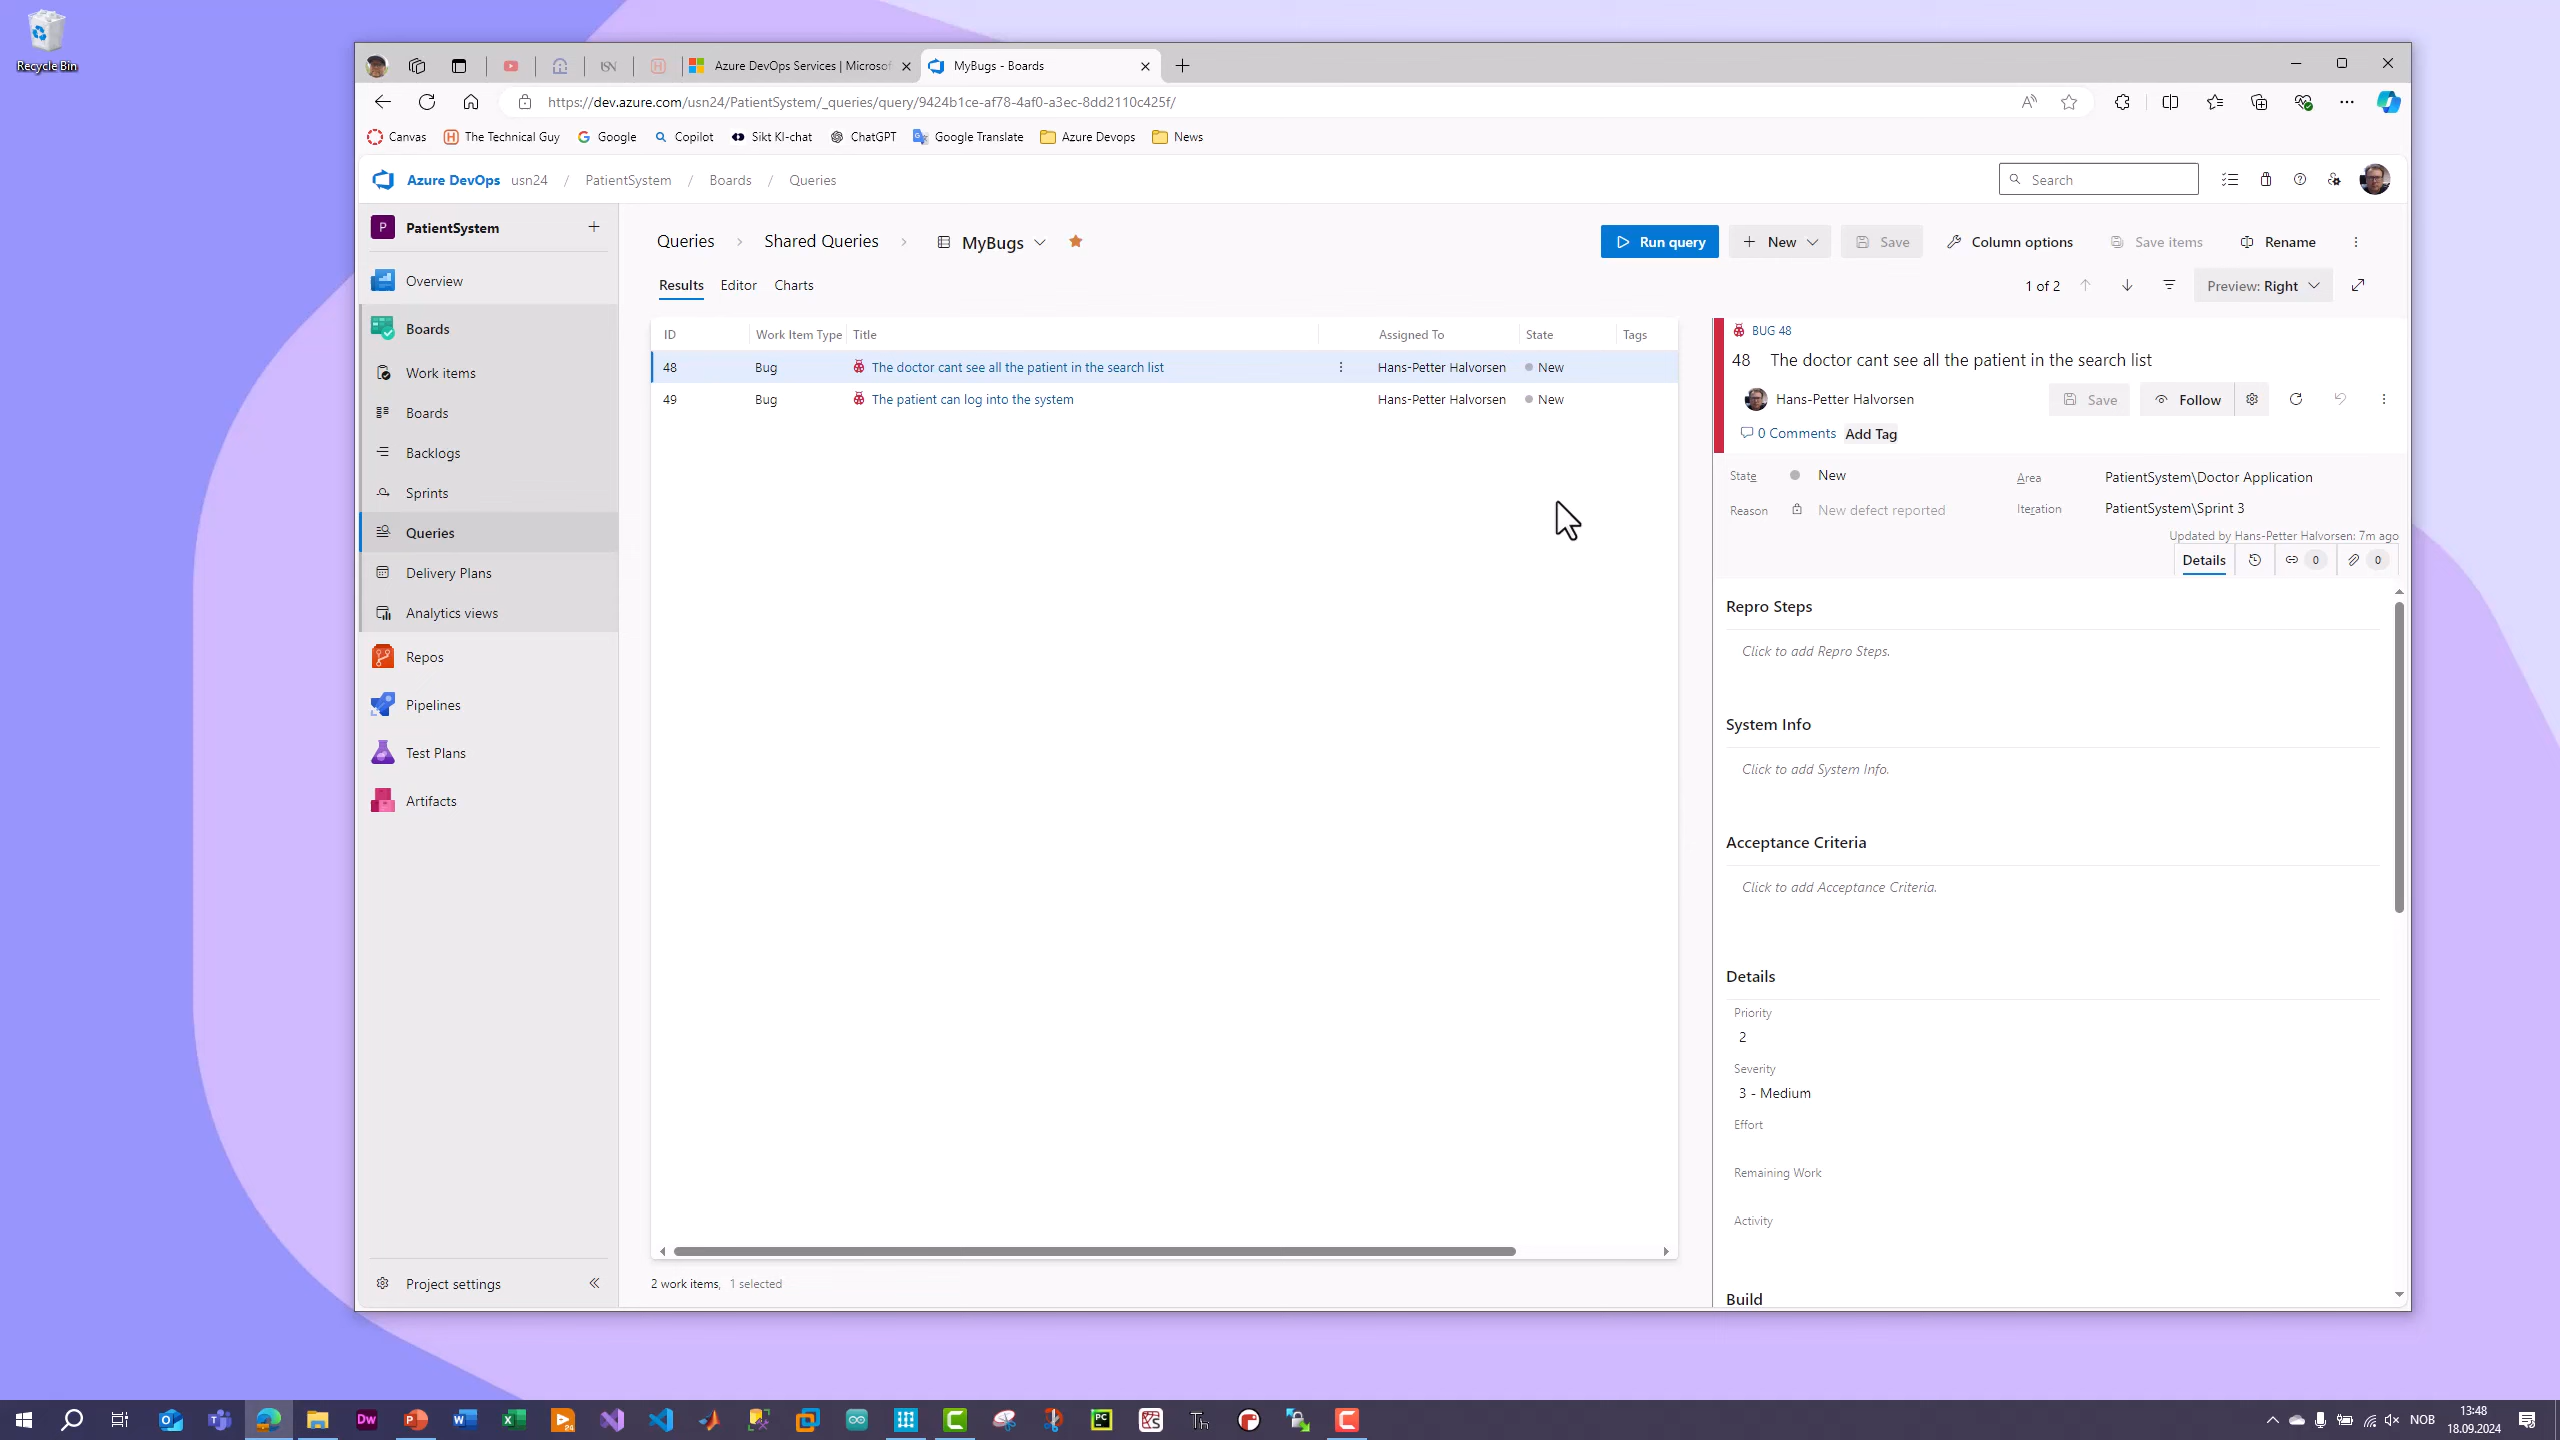 Recycle Bin
Azure DevOps Services | Microsof
MyBugs - Boards
https://dev.azure.com/usn24/PatientSystem/_queries/query/9424b1ce-af78-4af0-a3ec-8dd2110c425f/
Canvas
The Technical Guy
Google
Copilot
Sikt KI-chat
ChatGPT
Google Translate
Azure Devops
News
Azure DevOps usn24 / PatientSystem / Boards / Queries
Search
P PatientSystem
Overview
Boards
Work items
Boards
Backlogs
Sprints
Queries
Delivery Plans
Analytics views
Repos
Pipelines
Test Plans
Artifacts
Project settings
Queries > Shared Queries > MyBugs
Run query
New
Save
Column options
Save items
Rename
Results Editor Charts
1 of 2
Preview: Right
ID Work Item Type Title Assigned To State Tags
48 Bug The doctor cant see all the patient in the search list Hans-Petter Halvorsen New
49 Bug The patient can log into the system Hans-Petter Halvorsen New
2 work items, 1 selected
BUG 48
48 The doctor cant see all the patient in the search list
Hans-Petter Halvorsen
Save
Follow
0 Comments Add Tag
State New
Area PatientSystem\Doctor Application
Reason New defect reported
Iteration PatientSystem\Sprint 3
Updated by Hans-Petter Halvorsen: 7m ago
Details 0 0
Repro Steps
Click to add Repro Steps.
System Info
Click to add System Info.
Acceptance Criteria
Click to add Acceptance Criteria.
Details
Priority
2
Severity
3 - Medium
Effort
Remaining Work
Activity
Build
NOB
13:48
18.09.2024